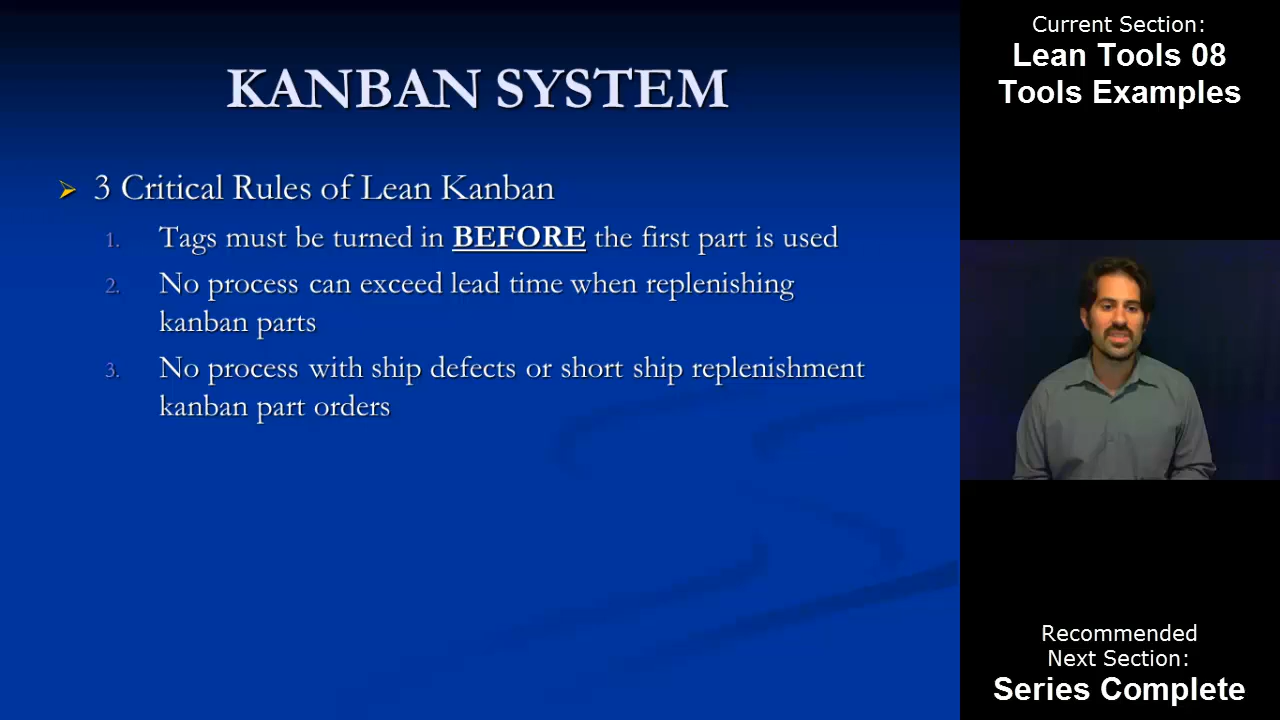 KANBAN SYSTEM
3 Critical Rules of Lean Kanban
1. Tags must be turned in BEFORE the first part is used
2. No process can exceed lead time when replenishing
kanban parts
3. No process with ship defects or short ship replenishment
kanban part orders
Current Section:
Lean Tools 08
Tools Examples
Recommended
Next Section:
Series Complete